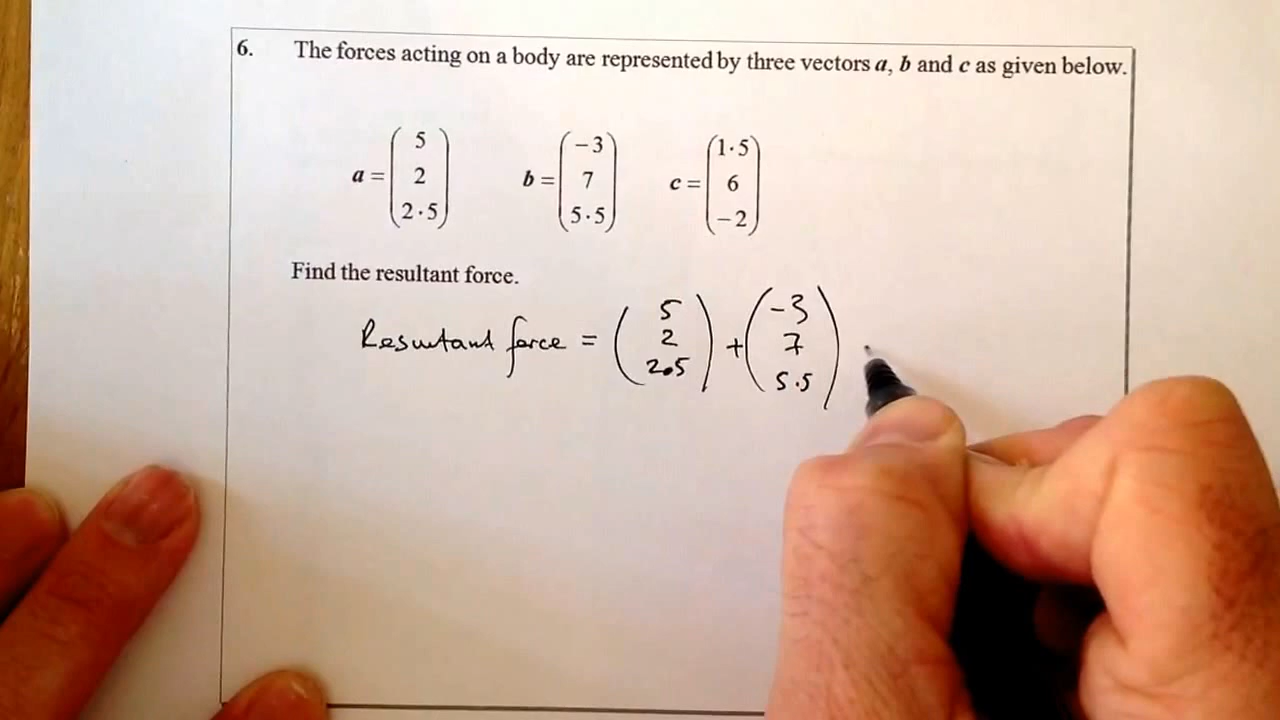 6. The forces acting on a body are represented by three vectors a, b and c as given below.
a = (5 2 2·5) b = (−3 7 5·5) c = (1·5 6 −2)
Find the resultant force.
Resultant force = (5 2 2.5) + (-3 7 5.5)